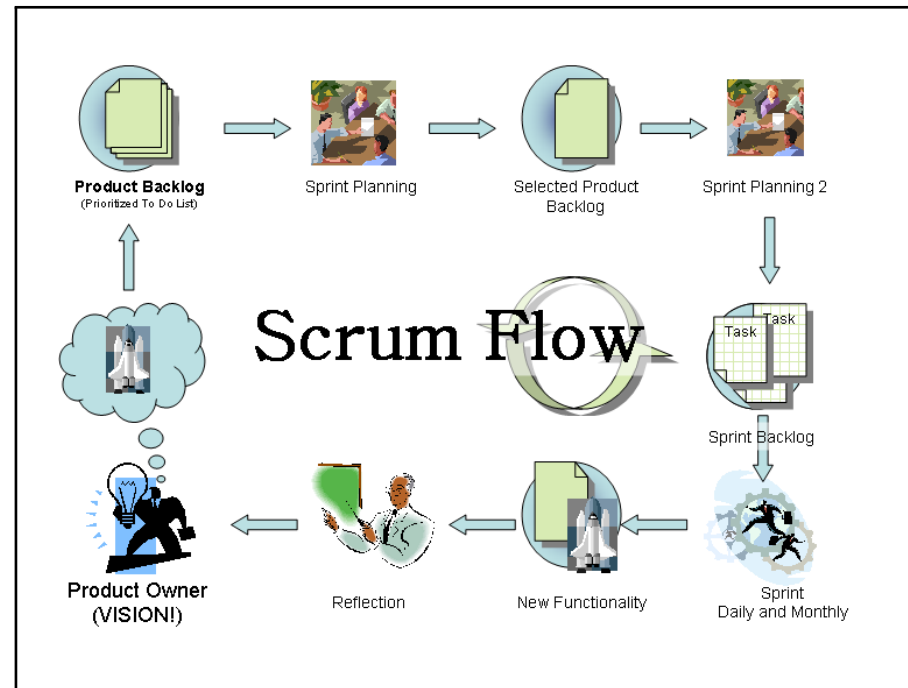 Product Backlog
(Prioritized To Do List)
Sprint Planning
Selected Product
Backlog
Sprint Planning 2
Scrum Flow
Task
Task
Sprint Backlog
Product Owner
(VISION!)
Reflection
New Functionality
Sprint
Daily and Monthly